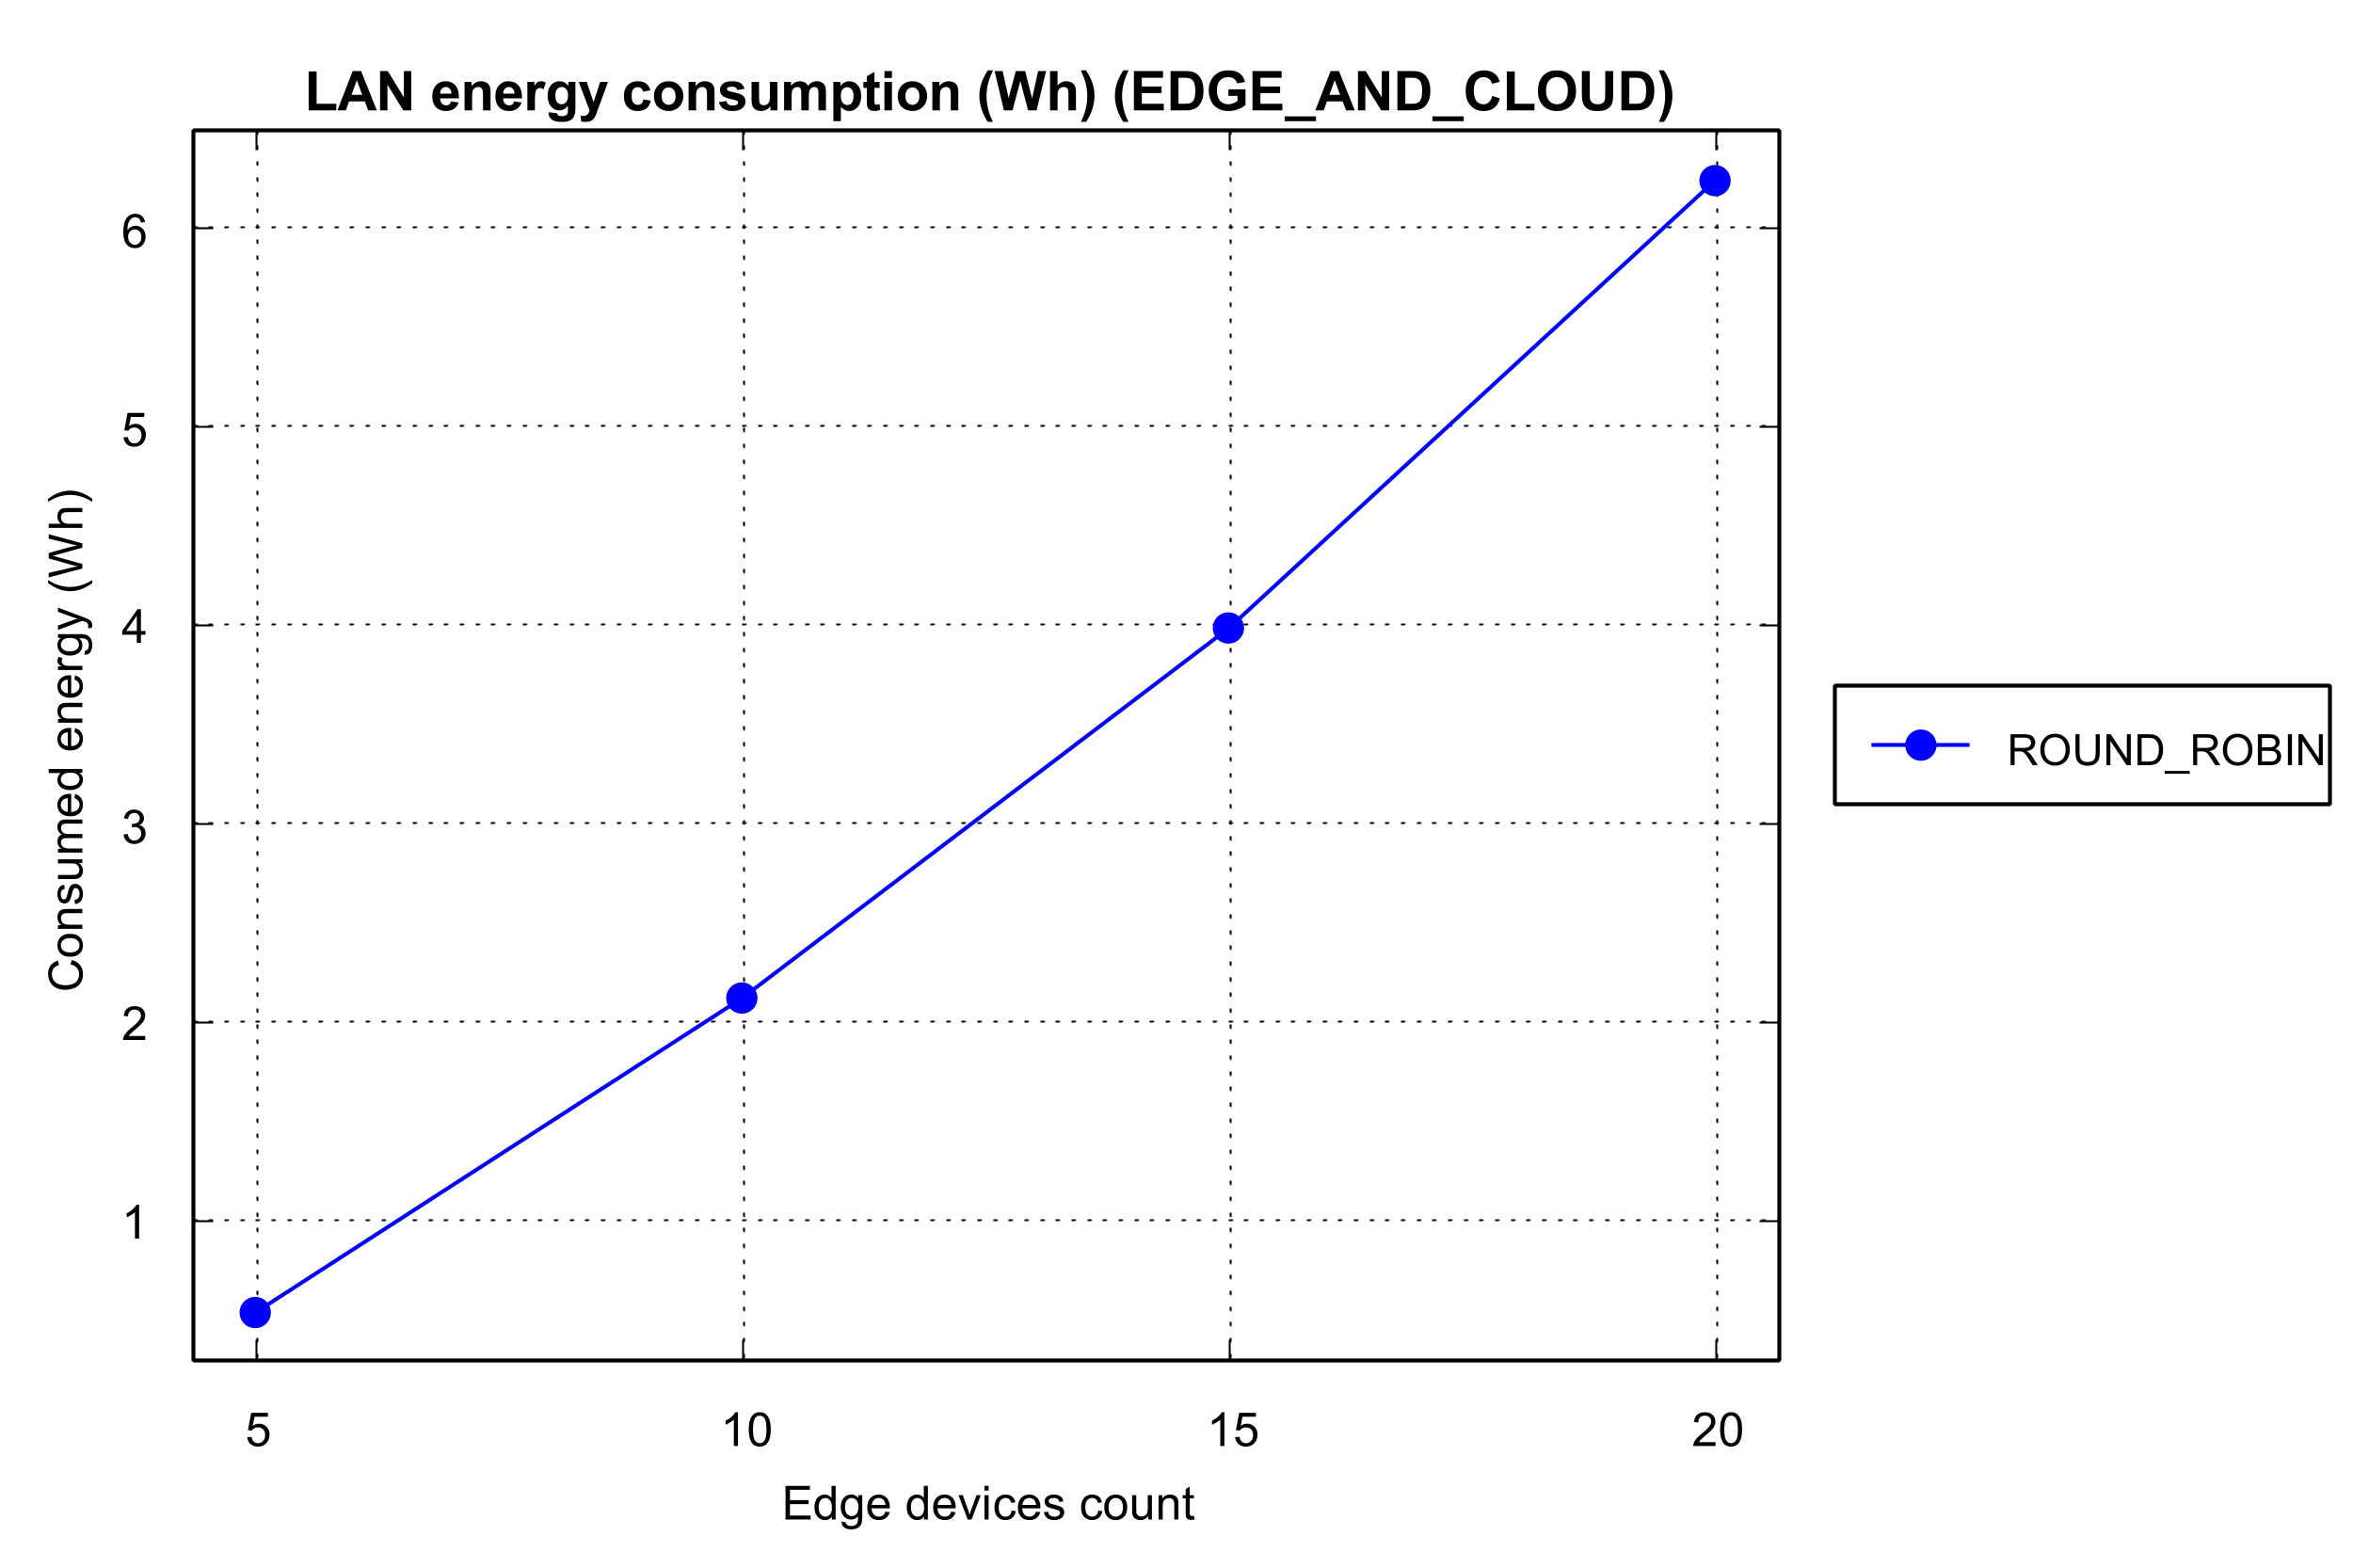 LAN energy consumption (Wh) (EDGE_AND_CLOUD)
6
5
4
3
2
1
Consumed energy (Wh)
ROUND_ROBIN
5 10 15 20
Edge devices count